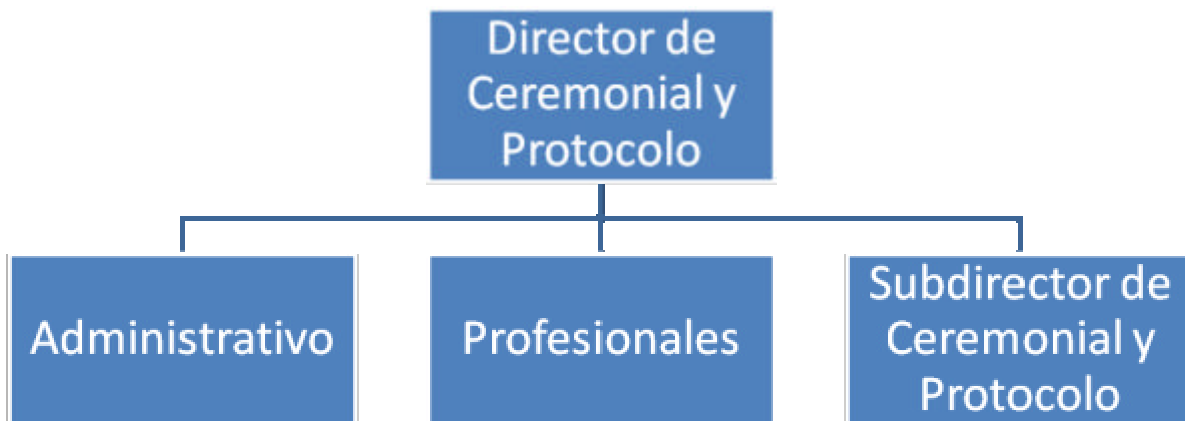 Director de
Ceremonial y
Protocolo
Administrativo
Profesionales
Subdirector de
Ceremonial y
Protocolo